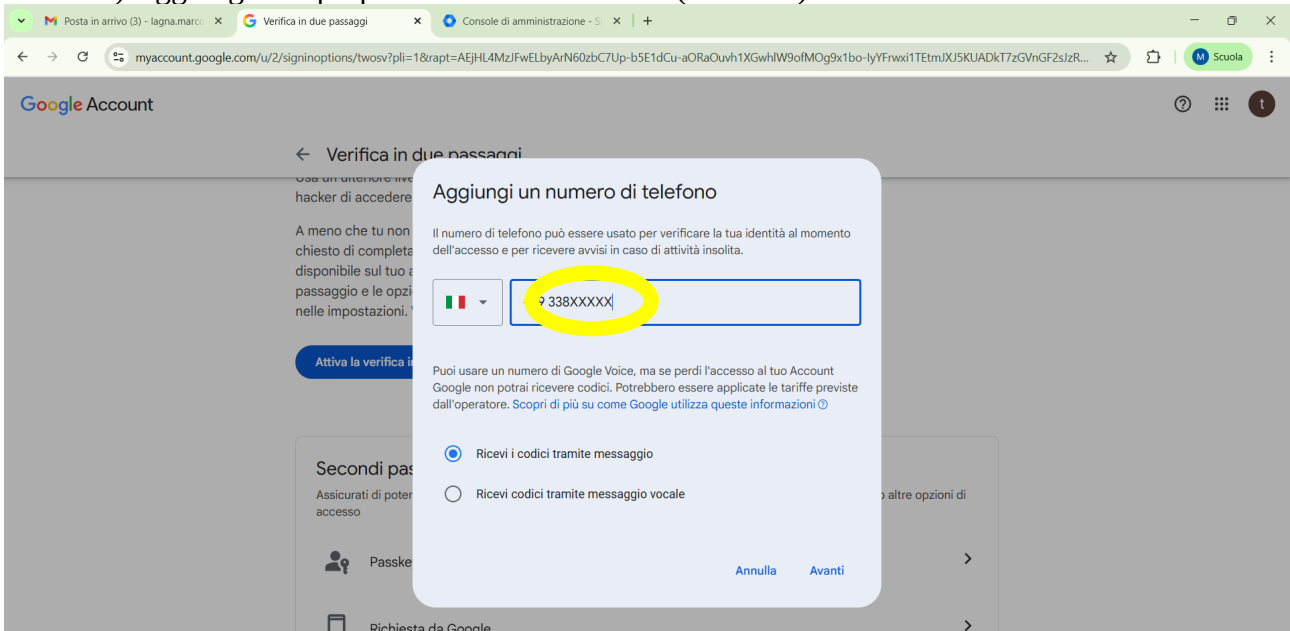 Posta in arrivo (3) - lagna.marco
Verifica in due passaggi
Console di amministrazione - S
myaccount.google.com/u/2/signinoptions/twosv?pli=1&rapt=AEjHL4MzJFwELbyArN60zbC7Up-b5E1dCu-aORaOuvh1XGwhlW9ofMOg9x1bo-IyYFrwxi1TEtmJXJ5KUADkT7zGVnGF2sJzR...
M Scuola
Google Account
t
Verifica in due passaggi
hacker di accedere
A meno che tu non
chiesto di completa
disponibile sul tuo a
passaggio e le opzi
nelle impostazioni.
Attiva la verifica i
Aggiungi un numero di telefono
Il numero di telefono può essere usato per verificare la tua identità al momento
dell'accesso e per ricevere avvisi in caso di attività insolita.
9 338XXXXX
Puoi usare un numero di Google Voice, ma se perdi l'accesso al tuo Account
Google non potrai ricevere codici. Potrebbero essere applicate le tariffe previste
dall'operatore. Scopri di più su come Google utilizza queste informazioni
Ricevi i codici tramite messaggio
Ricevi codici tramite messaggio vocale
Annulla Avanti
Secondi pas
Assicurati di poter
o altre opzioni di
accesso
Passke
Richiesta da Google